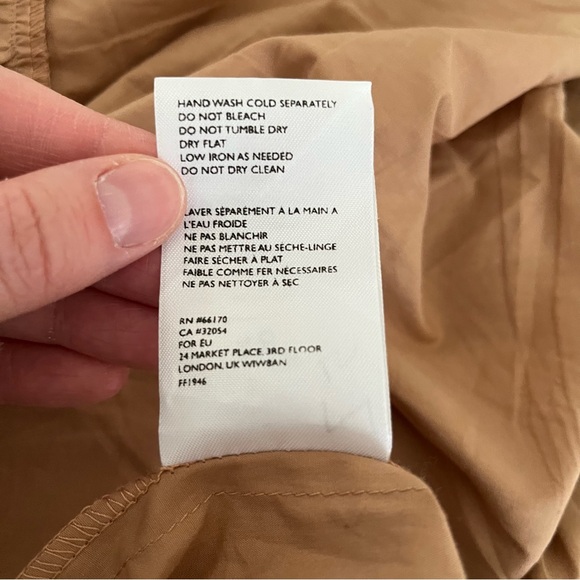 HAND WASH COLD SEPARATELY
DO NOT BLEACH
DO NOT TUMBLE DRY
DRY FLAT
LOW IRON AS NEEDED
DO NOT DRY CLEAN
LAVER SÉPARÉMENT À LA MAIN A
L'EAU FROIDE
NE PAS BLANCHIR
NE PAS METTRE AU SECHE-LINGE
FAIRE SÉCHER À PLAT
FAIBLE COMME FER NÉCESSAIRES
NE PAS NETTOYER À SEC
RN #66170
CA #32054
FOR EU
24 MARKET PLACE, 3RD FLOOR
LONDON, UK W1W8AN
FF1946